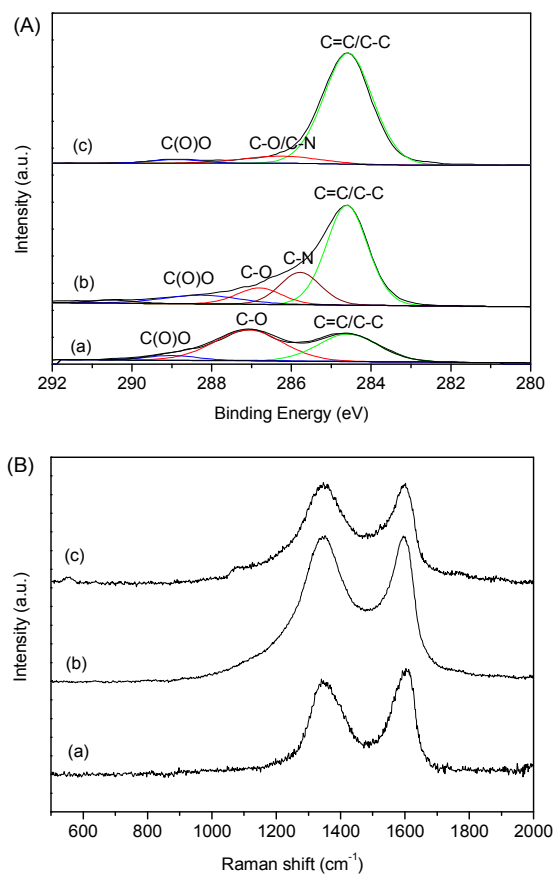 (A)
C=C/C-C
C(O)O
C-O/C-N
(c)
C=C/C-C
C-N
C-O
C(O)O
(b)
C=C/C-C
C-O
C(O)O
(a)
Intensity (a.u.)
292 290 288 286 284 282 280
Binding Energy (eV)
(B)
(c)
(b)
(a)
Intensity (a.u.)
600 800 1000 1200 1400 1600 1800 2000
Raman shift (cm-1)